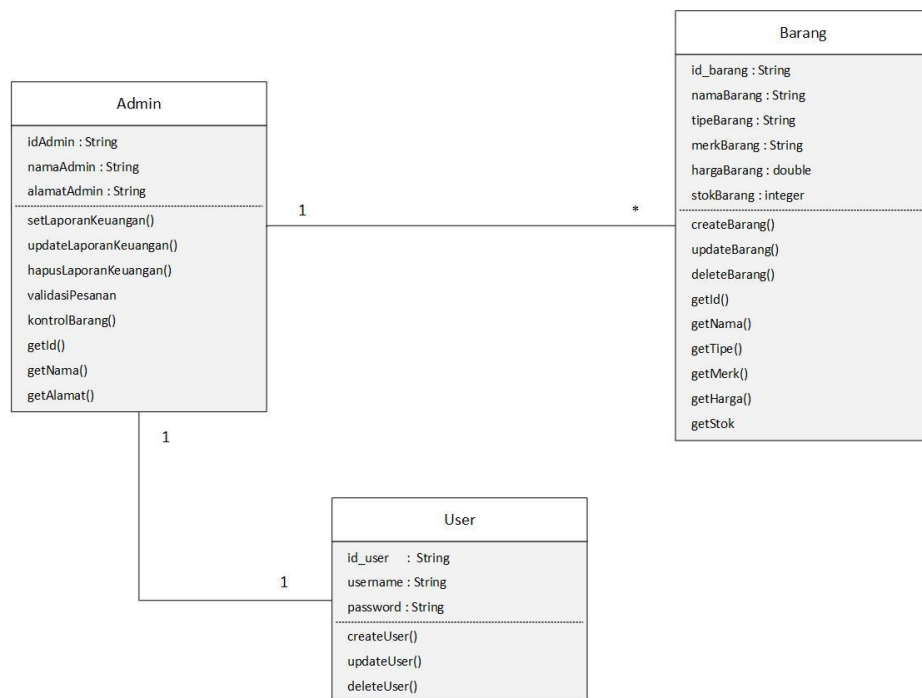 Admin
idAdmin : String
namaAdmin : String
alamatAdmin : String
setLaporanKeuangan()
updateLaporanKeuangan()
hapusLaporanKeuangan()
validasiPesanan
kontrolBarang()
getId()
getNama()
getAlamat()
1
*
Barang
id_barang : String
namaBarang : String
tipeBarang : String
merkBarang : String
hargaBarang : double
stokBarang : integer
createBarang()
updateBarang()
deleteBarang()
getId()
getNama()
getTipe()
getMerk()
getHarga()
getStok
1
1
User
id_user : String
username : String
password : String
createUser()
updateUser()
deleteUser()